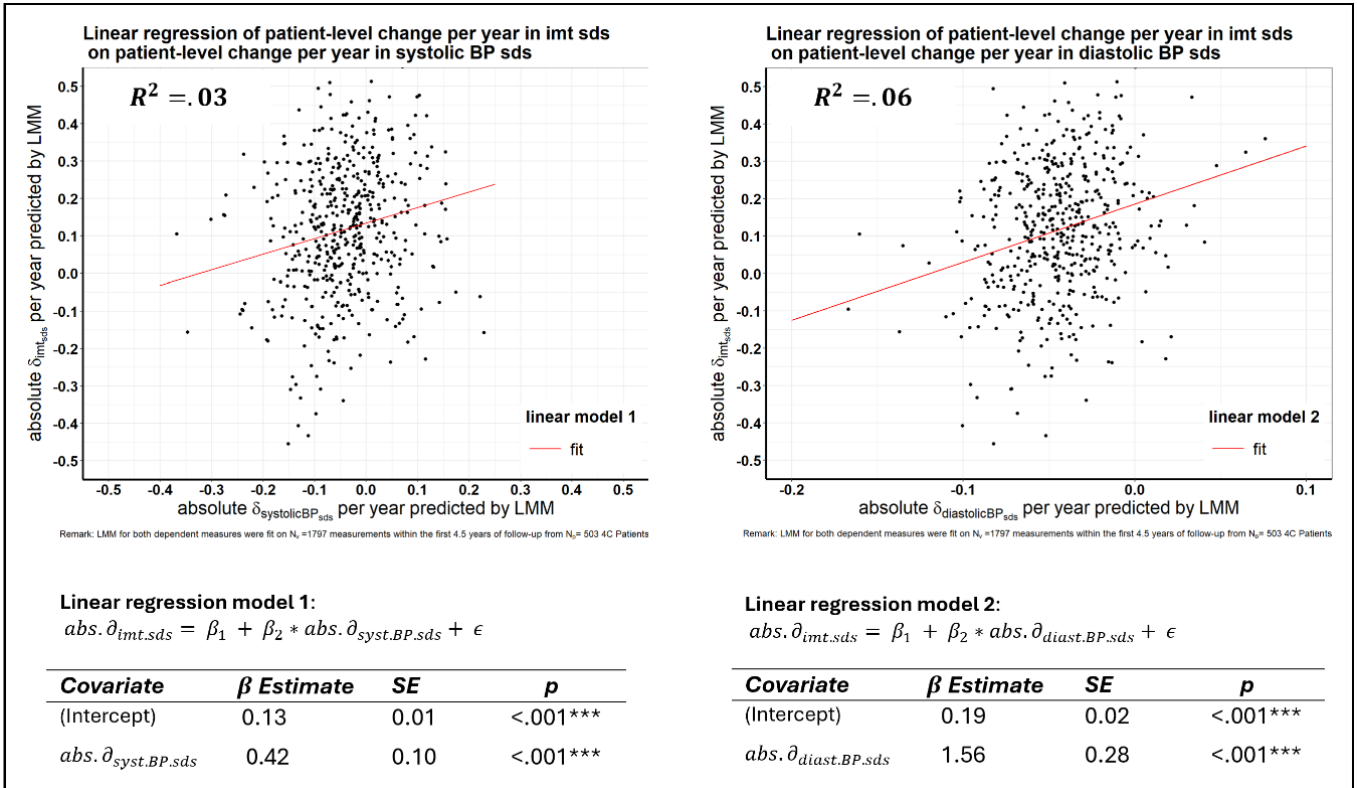 Linear regression of patient-level change per year in imt sds
on patient-level change per year in systolic BP sds
R² =. 03
absolute δimt_sds per year predicted by LMM
0.5
0.4
0.3
0.2
0.1
0.0
-0.1
-0.2
-0.3
-0.4
-0.5
linear model 1
fit
-0.5 -0.4 -0.3 -0.2 -0.1 0.0 0.1 0.2 0.3 0.4 0.5
absolute δsystolicBP_sds per year predicted by LMM
Remark: LMM for both dependent measures were fit on Nv =1797 measurements within the first 4.5 years of follow-up from Np= 503 4C Patients
Linear regression model 1:
abs. ∂imt.sds = β1 + β2 * abs. ∂syst.BP.sds + ϵ
Covariate β Estimate SE p
(Intercept) 0.13 0.01 <.001***
abs. ∂syst.BP.sds 0.42 0.10 <.001***
Linear regression of patient-level change per year in imt sds
on patient-level change per year in diastolic BP sds
R² =. 06
absolute δimt_sds per year predicted by LMM
0.5
0.4
0.3
0.2
0.1
0.0
-0.1
-0.2
-0.3
-0.4
-0.5
linear model 2
fit
-0.2 -0.1 0.0 0.1
absolute δdiastolicBP_sds per year predicted by LMM
Remark: LMM for both dependent measures were fit on Nv =1797 measurements within the first 4.5 years of follow-up from Np= 503 4C Patients
Linear regression model 2:
abs. ∂imt.sds = β1 + β2 * abs. ∂diast.BP.sds + ϵ
Covariate β Estimate SE p
(Intercept) 0.19 0.02 <.001***
abs. ∂diast.BP.sds 1.56 0.28 <.001***